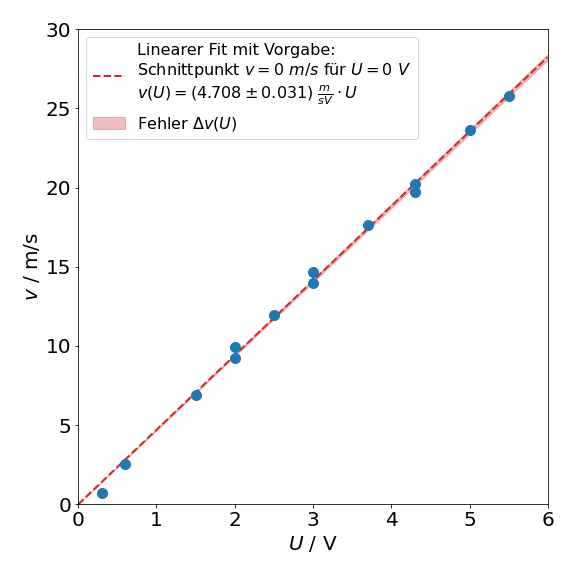 Linearer Fit mit Vorgabe:
Schnittpunkt v = 0 m/s für U = 0 V
v(U) = (4.708 ± 0.031) m/sV · U
Fehler Δv(U)
30
25
20
15
10
5
0
v / m/s
0 1 2 3 4 5 6
U / V